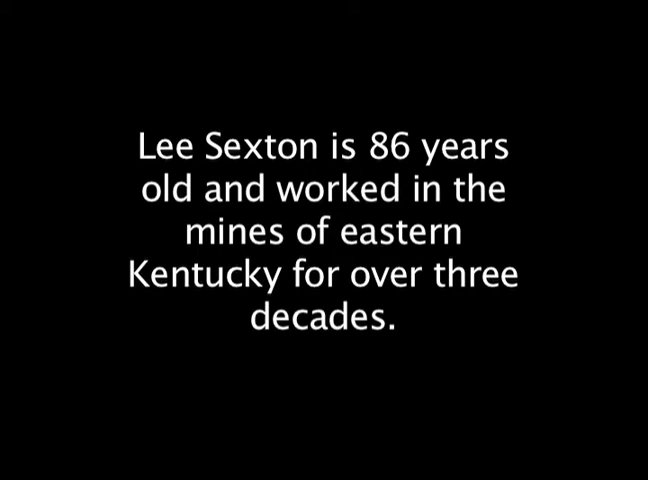 Lee Sexton is 86 years
old and worked in the
mines of eastern
Kentucky for over three
decades.